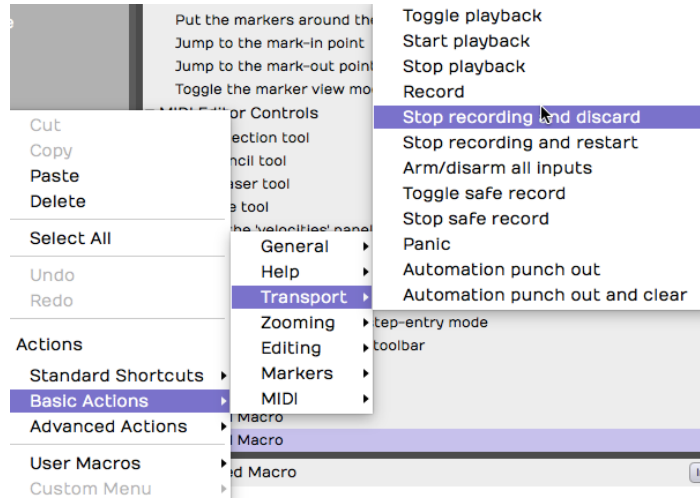 Put the markers around the
Jump to the mark-in point
Jump to the mark-out point
Toggle the marker view mo
MIDI Editor Controls
ection tool
ncil tool
aser tool
e tool
the 'velocities' panel
tep-entry mode
toolbar
Macro
Macro
ed Macro
Cut
Copy
Paste
Delete
Select All
Undo
Redo
Actions
Standard Shortcuts
Basic Actions
Advanced Actions
User Macros
Custom Menu
General
Help
Transport
Zooming
Editing
Markers
MIDI
Toggle playback
Start playback
Stop playback
Record
Stop recording and discard
Stop recording and restart
Arm/disarm all inputs
Toggle safe record
Stop safe record
Panic
Automation punch out
Automation punch out and clear